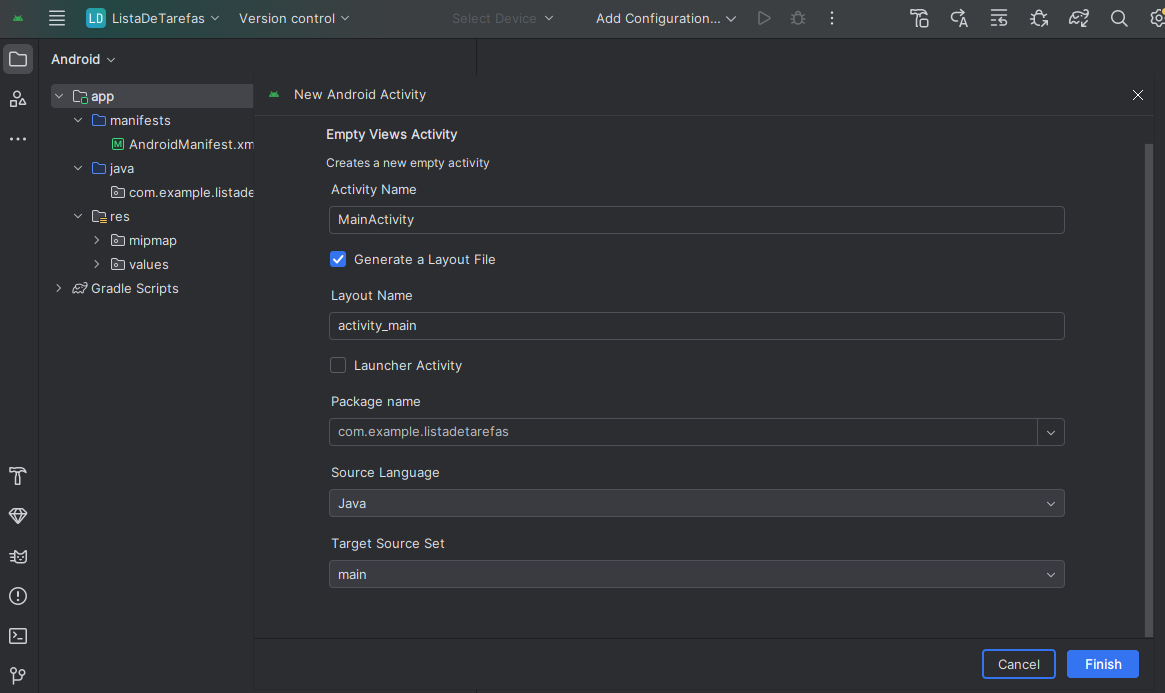 LD ListaDeTarefas Version control Select Device Add Configuration...
Android
app
manifests
AndroidManifest.xm
java
com.example.listade
res
mipmap
values
Gradle Scripts
New Android Activity
Empty Views Activity
Creates a new empty activity
Activity Name
MainActivity
Generate a Layout File
Layout Name
activity_main
Launcher Activity
Package name
com.example.listadetarefas
Source Language
Java
Target Source Set
main
Cancel Finish